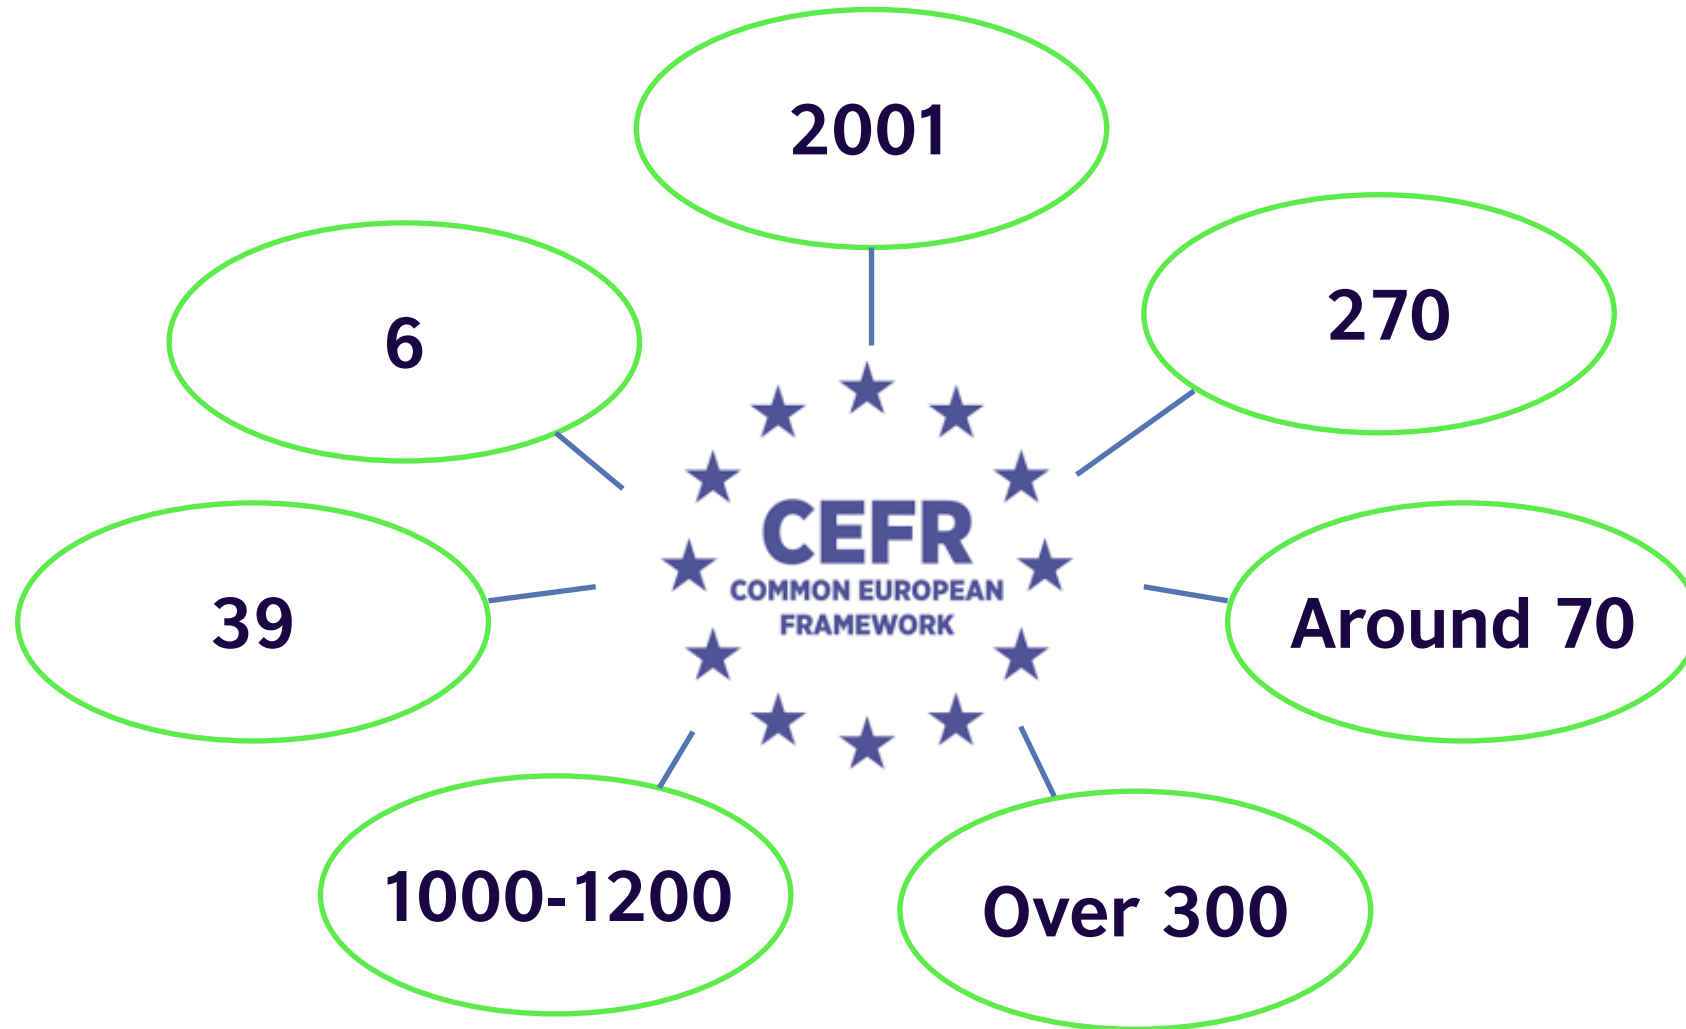 2001
6
270
CEFR
COMMON EUROPEAN
FRAMEWORK
39
Around 70
1000-1200
Over 300